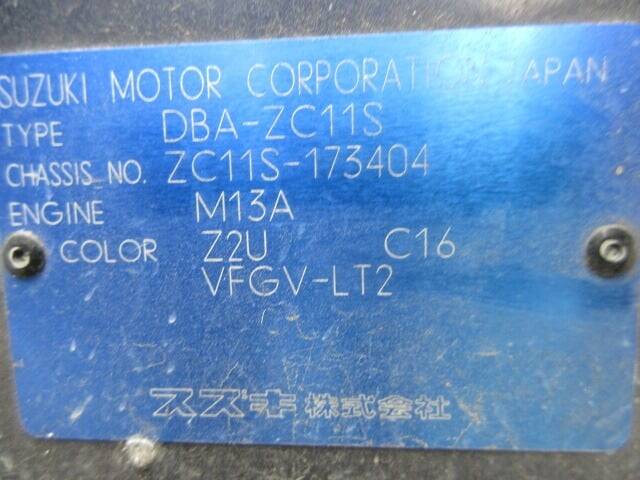 SUZUKI MOTOR CORPORATION JAPAN
TYPE DBA-ZC11S
CHASSIS NO. ZC11S-173404
ENGINE M13A
COLOR Z2U C16
VFGV-LT2
スズキ株式会社